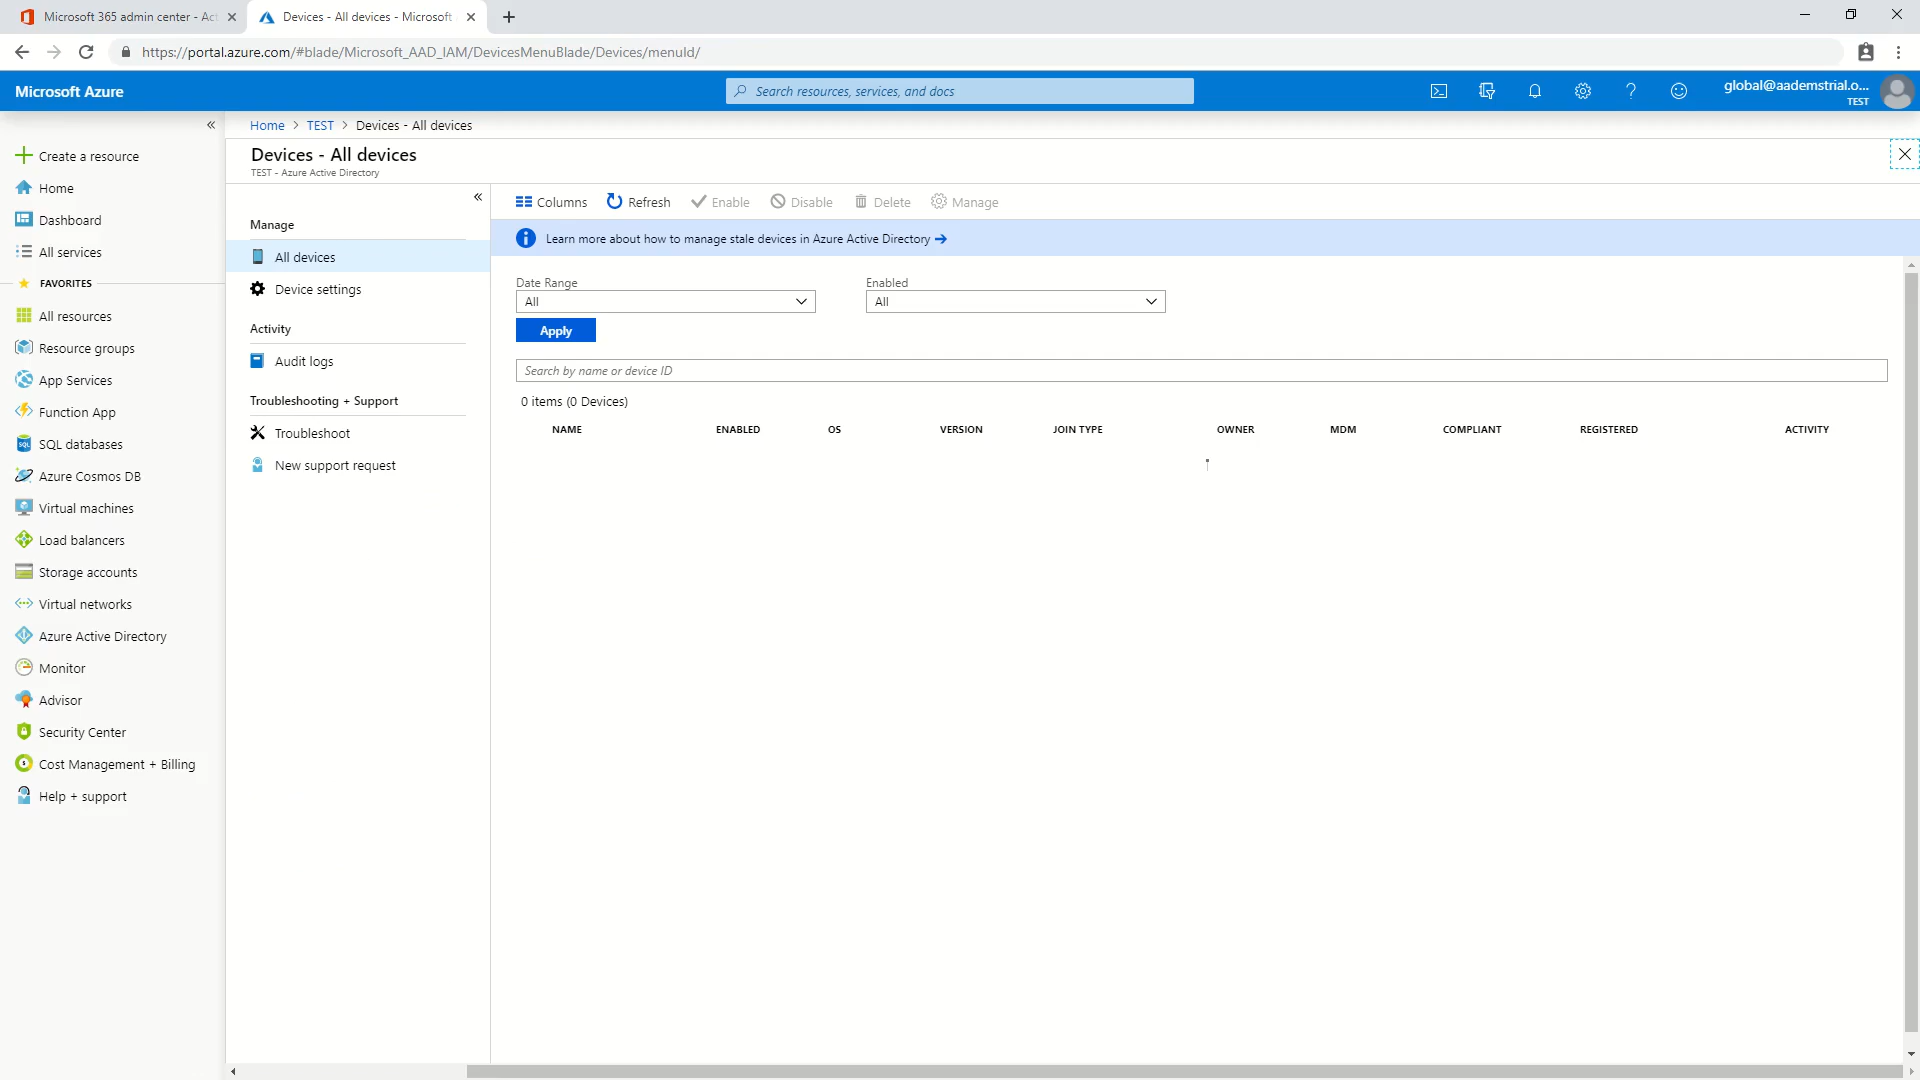 Microsoft 365 admin center - Act
Devices - All devices - Microsoft
https://portal.azure.com/#blade/Microsoft_AAD_IAM/DevicesMenuBlade/Devices/menuId/
Microsoft Azure
Search resources, services, and docs
global@aademstrial.o...
TEST
Home > TEST > Devices - All devices
Devices - All devices
TEST - Azure Active Directory
Create a resource
Home
Dashboard
All services
FAVORITES
All resources
Resource groups
App Services
Function App
SQL databases
Azure Cosmos DB
Virtual machines
Load balancers
Storage accounts
Virtual networks
Azure Active Directory
Monitor
Advisor
Security Center
Cost Management + Billing
Help + support
Manage
All devices
Device settings
Activity
Audit logs
Troubleshooting + Support
Troubleshoot
New support request
Columns Refresh Enable Disable Delete Manage
Learn more about how to manage stale devices in Azure Active Directory
Date Range Enabled
All All
Apply
Search by name or device ID
0 items (0 Devices)
NAME ENABLED OS VERSION JOIN TYPE OWNER MDM COMPLIANT REGISTERED ACTIVITY